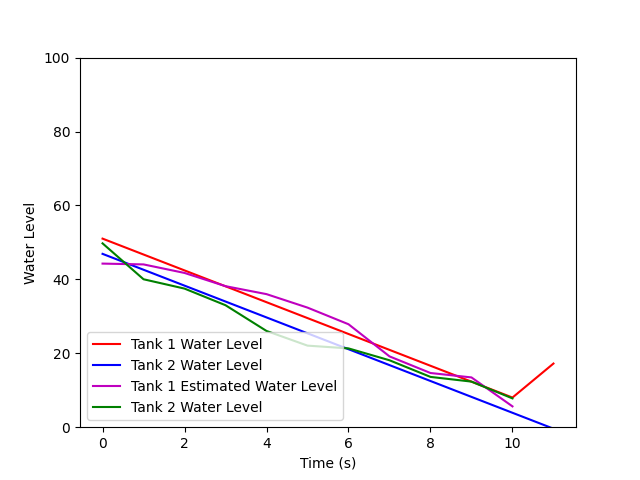 100
80
60
40
20
0
Water Level
Tank 1 Water Level
Tank 2 Water Level
Tank 1 Estimated Water Level
Tank 2 Water Level
0 2 4 6 8 10
Time (s)